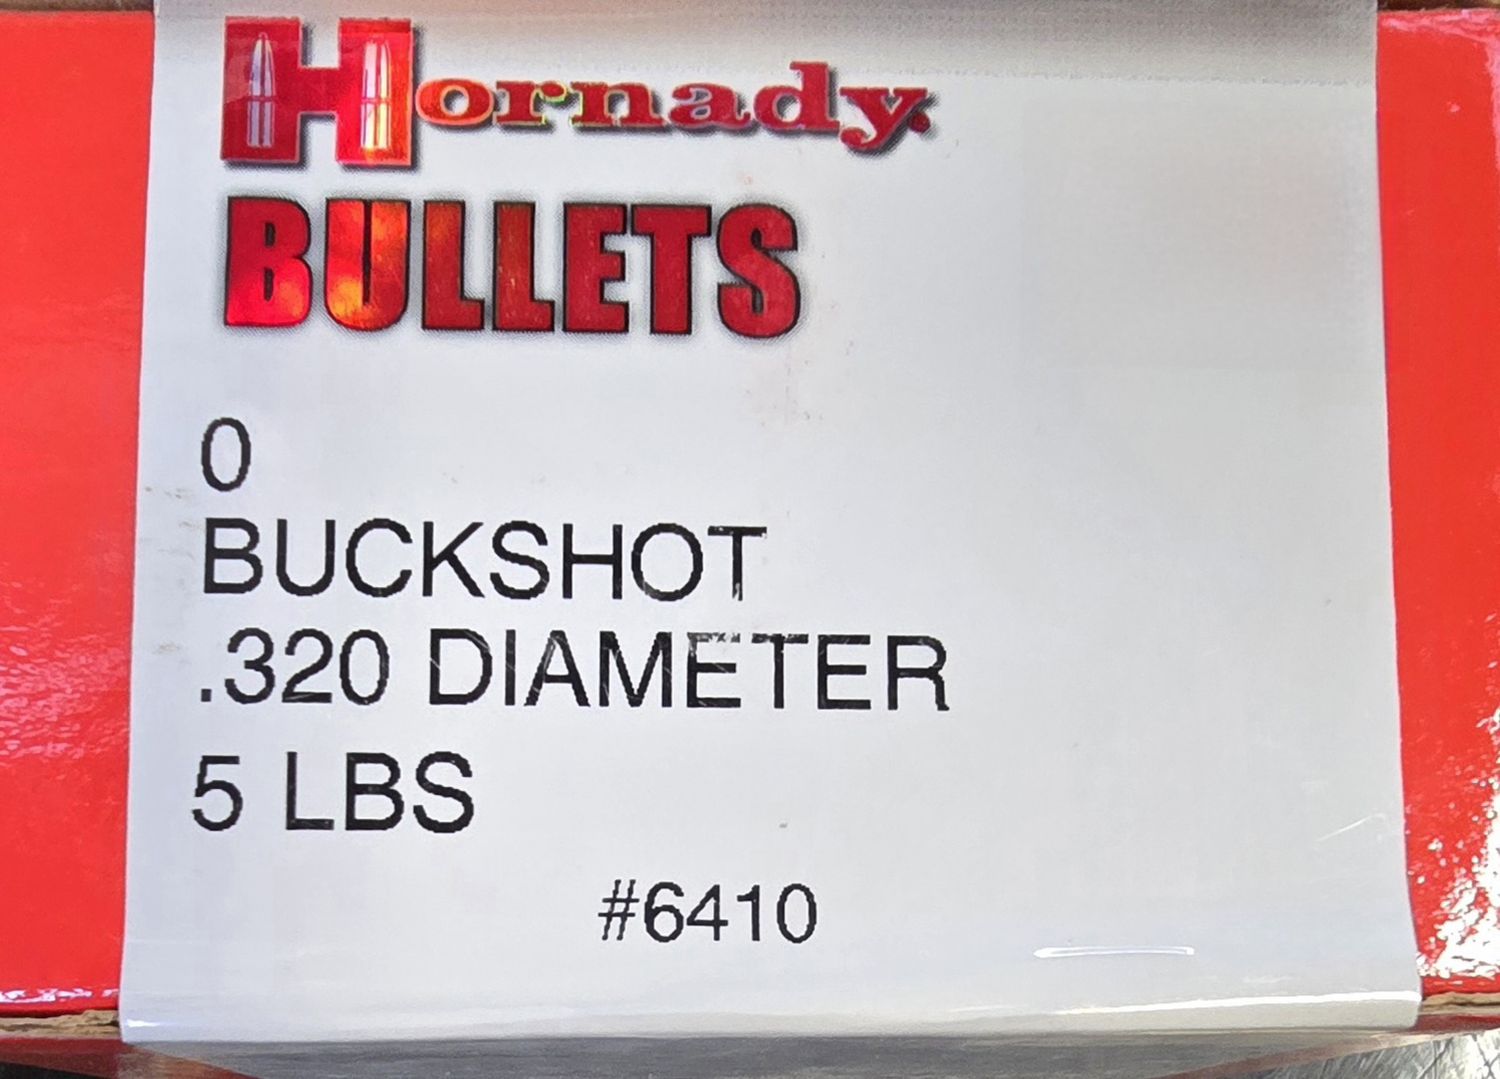 Hornady
BULLETS
0
BUCKSHOT
.320 DIAMETER
5 LBS
#6410